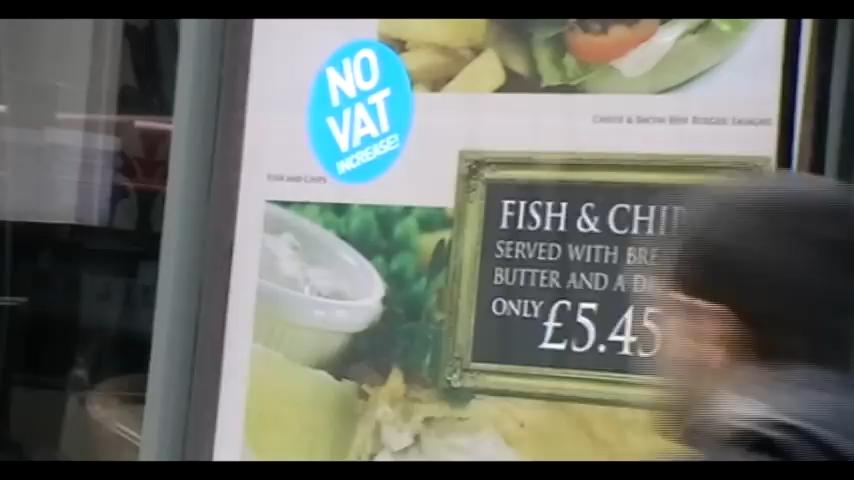 NO
VAT
INCREASE!
CHEESE & BACON BEEF BURGER
FISH AND CHIPS
FISH & CHI
SERVED WITH BRE
BUTTER AND A D
ONLY £5.45